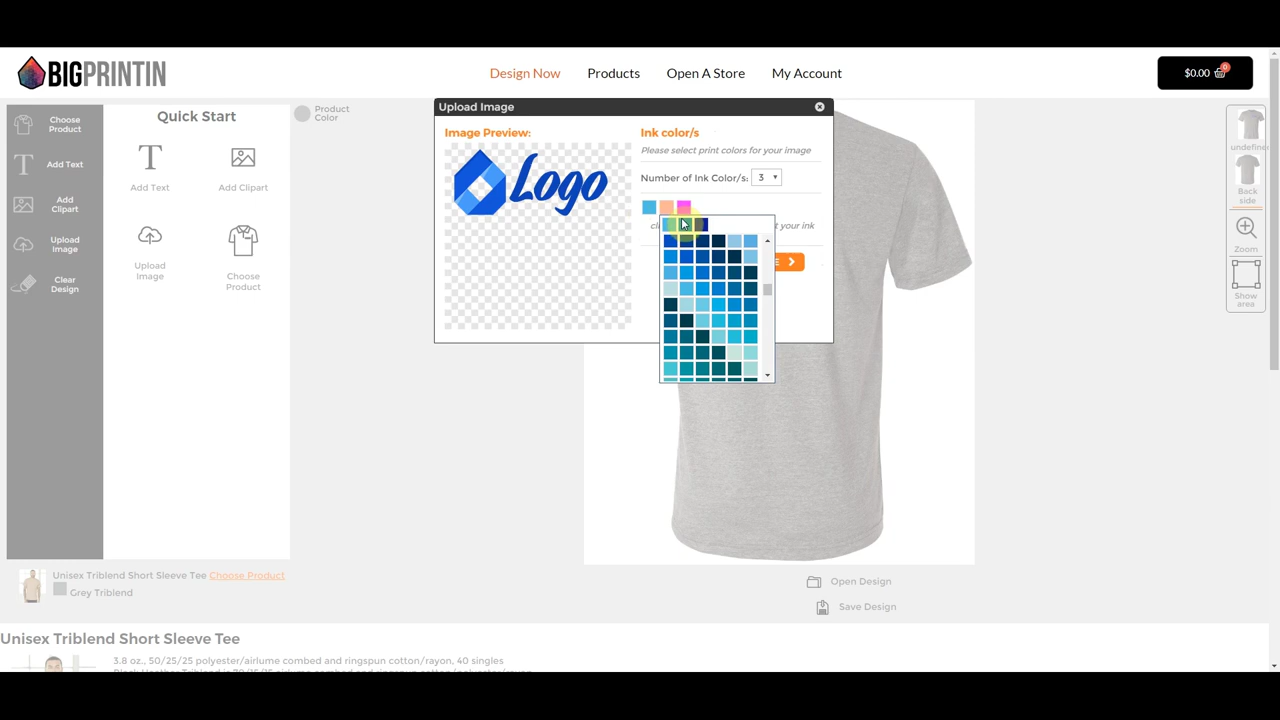 BIGPRINTIN
Design Now
Products
Open A Store
My Account
$0.00
0
Choose Product
Add Text
Add Clipart
Upload Image
Clear Design
Quick Start
Add Text
Add Clipart
Upload Image
Choose Product
Product Color
Upload Image
Image Preview:
Logo
Ink color/s
Please select print colors for your image
Number of Ink Color/s:
3
your ink
undefined
Back side
Zoom
Show area
Unisex Triblend Short Sleeve Tee Choose Product
Grey Triblend
Open Design
Save Design
Unisex Triblend Short Sleeve Tee
3.8 oz., 50/25/25 polyester/airlume combed and ringspun cotton/rayon, 40 singles